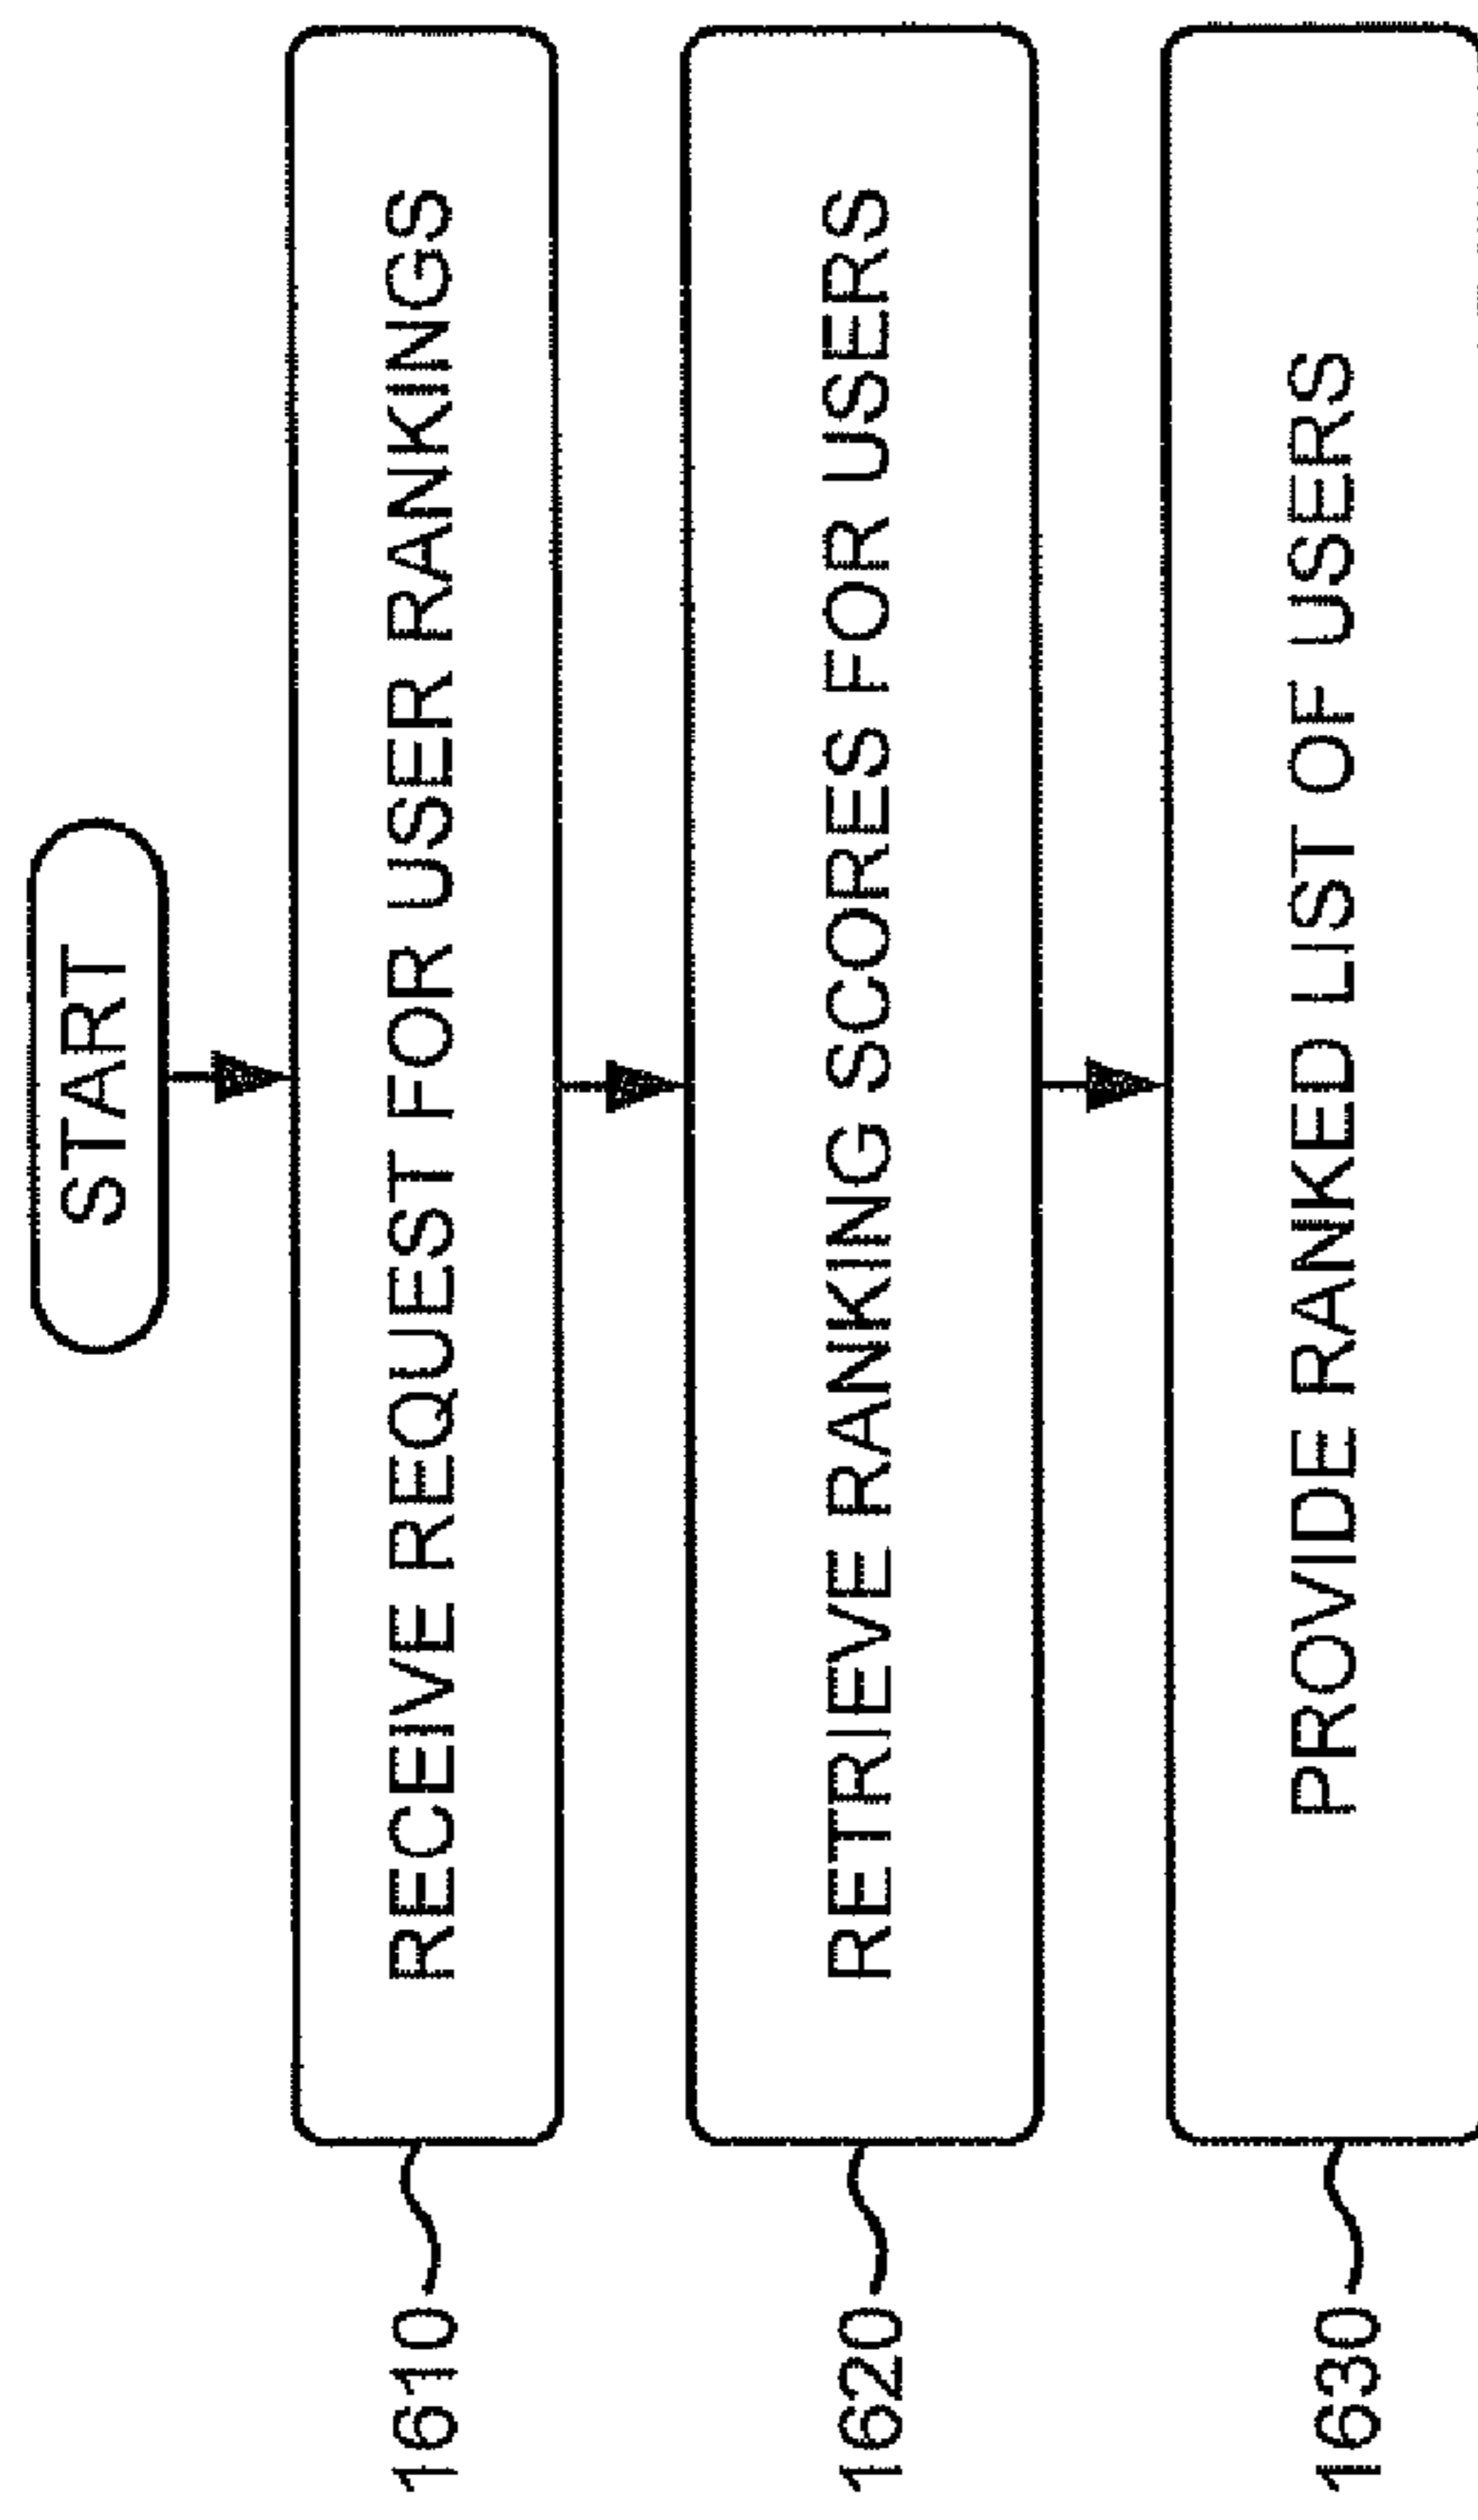 START
1610
RECEIVE REQUEST FOR USER RANKINGS
1620
RETRIEVE RANKING SCORES FOR USERS
1630
PROVIDE RANKED LIST OF USERS